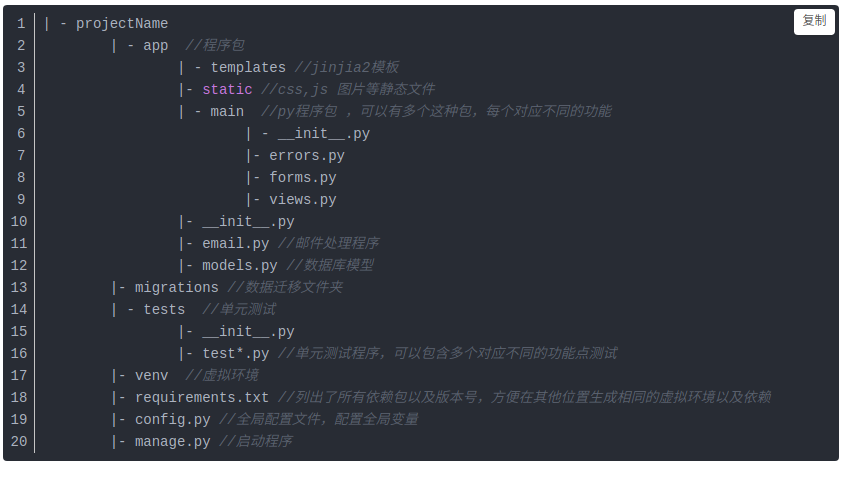 复制
1 | - projectName
2 | - app //程序包
3 | - templates //jinjia2模板
4 |- static //css,js 图片等静态文件
5 | - main //py程序包 ，可以有多个这种包，每个对应不同的功能
6 | - __init__.py
7 |- errors.py
8 |- forms.py
9 |- views.py
10 |- __init__.py
11 |- email.py //邮件处理程序
12 |- models.py //数据库模型
13 |- migrations //数据迁移文件夹
14 | - tests //单元测试
15 |- __init__.py
16 |- test*.py //单元测试程序，可以包含多个对应不同的功能点测试
17 |- venv //虚拟环境
18 |- requirements.txt //列出了所有依赖包以及版本号，方便在其他位置生成相同的虚拟环境以及依赖
19 |- config.py //全局配置文件，配置全局变量
20 |- manage.py //启动程序